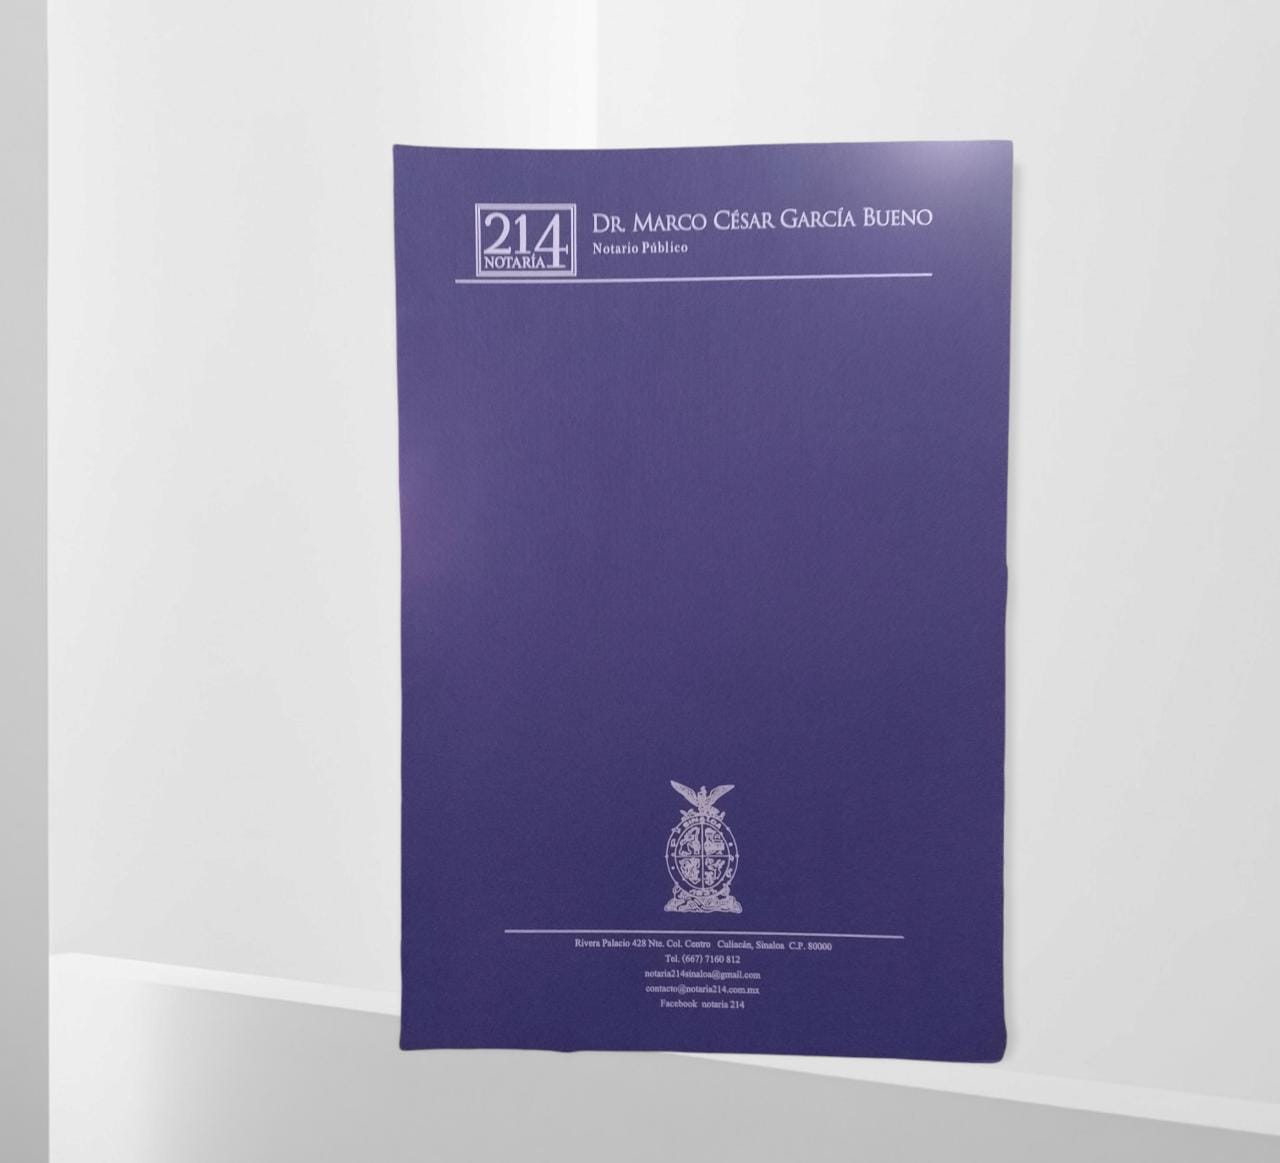 214
NOTARÍA
DR. MARCO CÉSAR GARCÍA BUENO
Notario Público
SINALOA
Rivera Palacio 428 Nte. Col. Centro Culiacán, Sinaloa C.P. 80000
Tel. (667) 7160 812
notaria214sinaloa@gmail.com
contacto@notaria214.com.mx
Facebook notaria 214